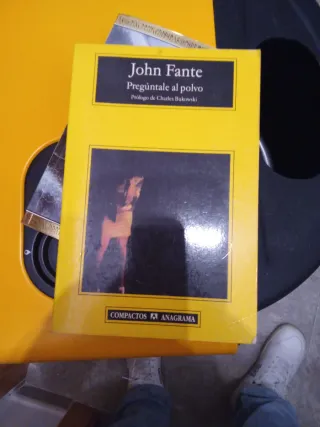 John Fante
Pregúntale al polvo
Prólogo de Charles Bukowski
COMPACTOS A ANAGRAMA